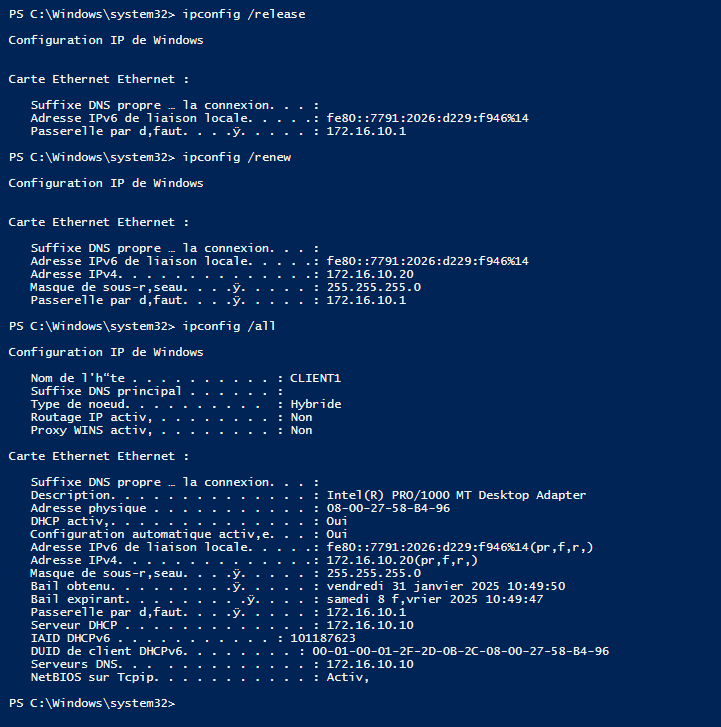 PS C:\Windows\system32> ipconfig /release
Configuration IP de Windows
Carte Ethernet Ethernet :
Suffixe DNS propre … la connexion. . . :
Adresse IPv6 de liaison locale. . . . .: fe80::7791:2026:d229:f946%14
Passerelle par d‚faut. . . .ÿ. . . . . : 172.16.10.1
PS C:\Windows\system32> ipconfig /renew
Configuration IP de Windows
Carte Ethernet Ethernet :
Suffixe DNS propre … la connexion. . . :
Adresse IPv6 de liaison locale. . . . .: fe80::7791:2026:d229:f946%14
Adresse IPv4. . . . . . . . . . . . . .: 172.16.10.20
Masque de sous-r‚seau. . . .ÿ. . . . . : 255.255.255.0
Passerelle par d‚faut. . . .ÿ. . . . . : 172.16.10.1
PS C:\Windows\system32> ipconfig /all
Configuration IP de Windows
Nom de l'h“te . . . . . . . . . . : CLIENT1
Suffixe DNS principal . . . . . . :
Type de noeud. . . . . . . . . .  : Hybride
Routage IP activ‚ . . . . . . . . : Non
Proxy WINS activ‚ . . . . . . . . : Non
Carte Ethernet Ethernet :
Suffixe DNS propre … la connexion. . . :
Description. . . . . . . . . . . . . . : Intel(R) PRO/1000 MT Desktop Adapter
Adresse physique . . . . . . . . . . . : 08-00-27-58-B4-96
DHCP activ‚. . . . . . . . . . . . . . : Oui
Configuration automatique activ‚e. . . : Oui
Adresse IPv6 de liaison locale. . . . .: fe80::7791:2026:d229:f946%14(pr‚f‚r‚)
Adresse IPv4. . . . . . . . . . . . . .: 172.16.10.20(pr‚f‚r‚)
Masque de sous-r‚seau. . . .ÿ. . . . . : 255.255.255.0
Bail obtenu. . . . . . . . .ÿ. . . . . : vendredi 31 janvier 2025 10:49:50
Bail expirant. . . . . . . . .ÿ. . . . : samedi 8 f‚vrier 2025 10:49:47
Passerelle par d‚faut. . . .ÿ. . . . . : 172.16.10.1
Serveur DHCP . . . . . . . . . . . . . : 172.16.10.10
IAID DHCPv6 . . . . . . . . . . . : 101187623
DUID de client DHCPv6. . . . . . . . : 00-01-00-01-2F-2D-0B-2C-08-00-27-58-B4-96
Serveurs DNS. . .  . . . . . . . . . . : 172.16.10.10
NetBIOS sur Tcpip. . . . . . . . . . . : Activ‚
PS C:\Windows\system32>